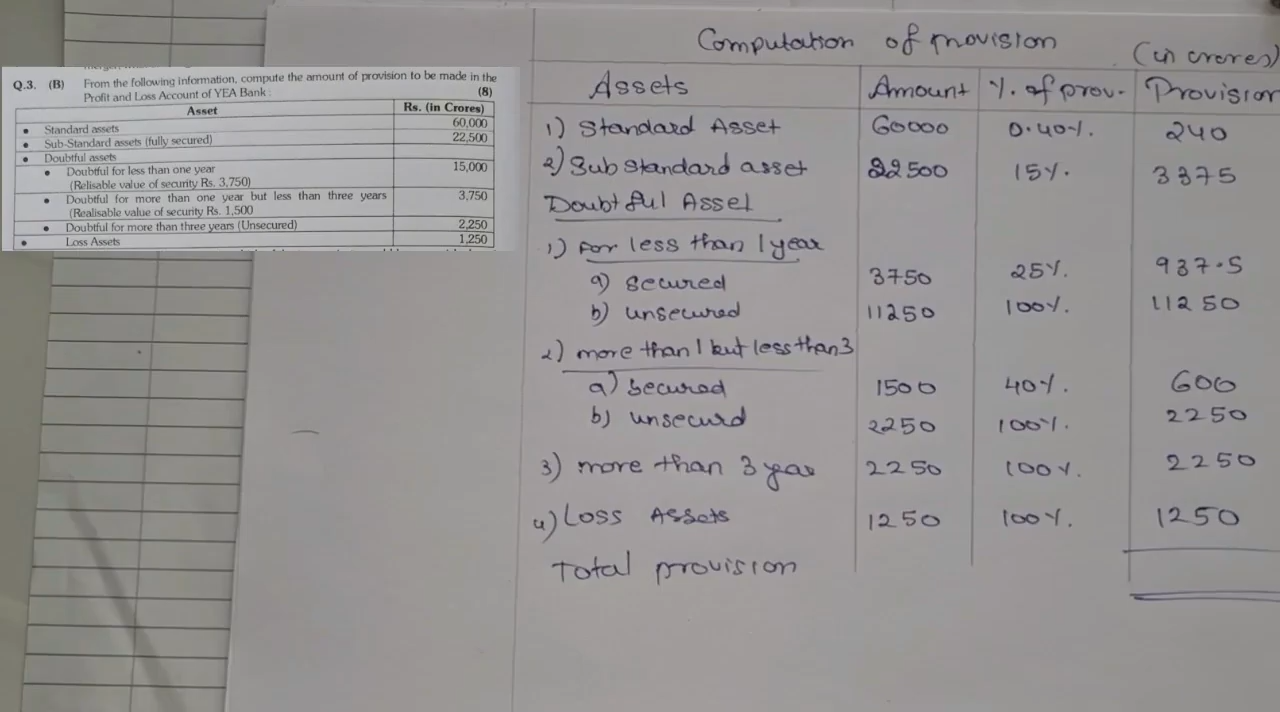 Q.3. (B) From the following information, compute the amount of provision to be made in the
Profit and Loss Account of YEA Bank : (8)
Asset Rs. (in Crores)
• Standard assets 60,000
• Sub-Standard assets (fully secured) 22,500
• Doubtful assets
• Doubtful for less than one year 15,000
(Relisable value of security Rs. 3,750)
• Doubtful for more than one year but less than three years 3,750
(Realisable value of security Rs. 1,500
• Doubtful for more than three years (Unsecured) 2,250
• Loss Assets 1,250
Computation of provision
(in crores)
Assets Amount %. of prov. Provision
1) Standard Asset 60000 0.40%. 240
2) Sub standard asset 22500 15%. 3375
Doubtful Asset
1) For less than 1 year
a) secured 3750 25%. 937.5
b) unsecured 11250 100%. 11250
2) more than 1 but less than 3
a) secured 1500 40%. 600
b) unsecurd 2250 100%. 2250
3) more than 3 year 2250 100%. 2250
4) Loss Assets 1250 100%. 1250
Total provision